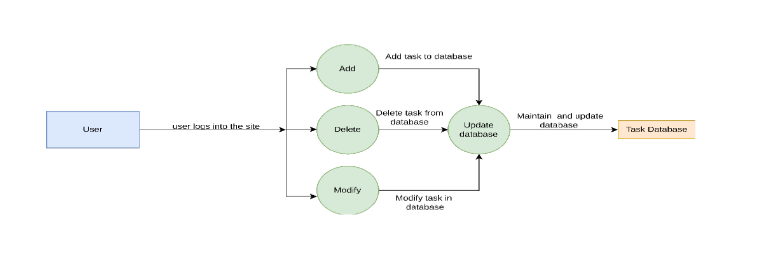 Add task to database
Add
User
user logs into the site
Delete task from
database
Delete
Update
database
Maintain and update
database
Task Database
Modify
Modify task in
database